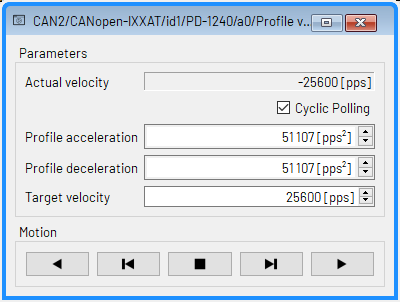 CAN2/CANopen-IXXAT/id1/PD-1240/a0/Profile v...
Parameters
Actual velocity -25600 [pps]
Cyclic Polling
Profile acceleration 51107 [pps²]
Profile deceleration 51107 [pps²]
Target velocity 25600 [pps]
Motion